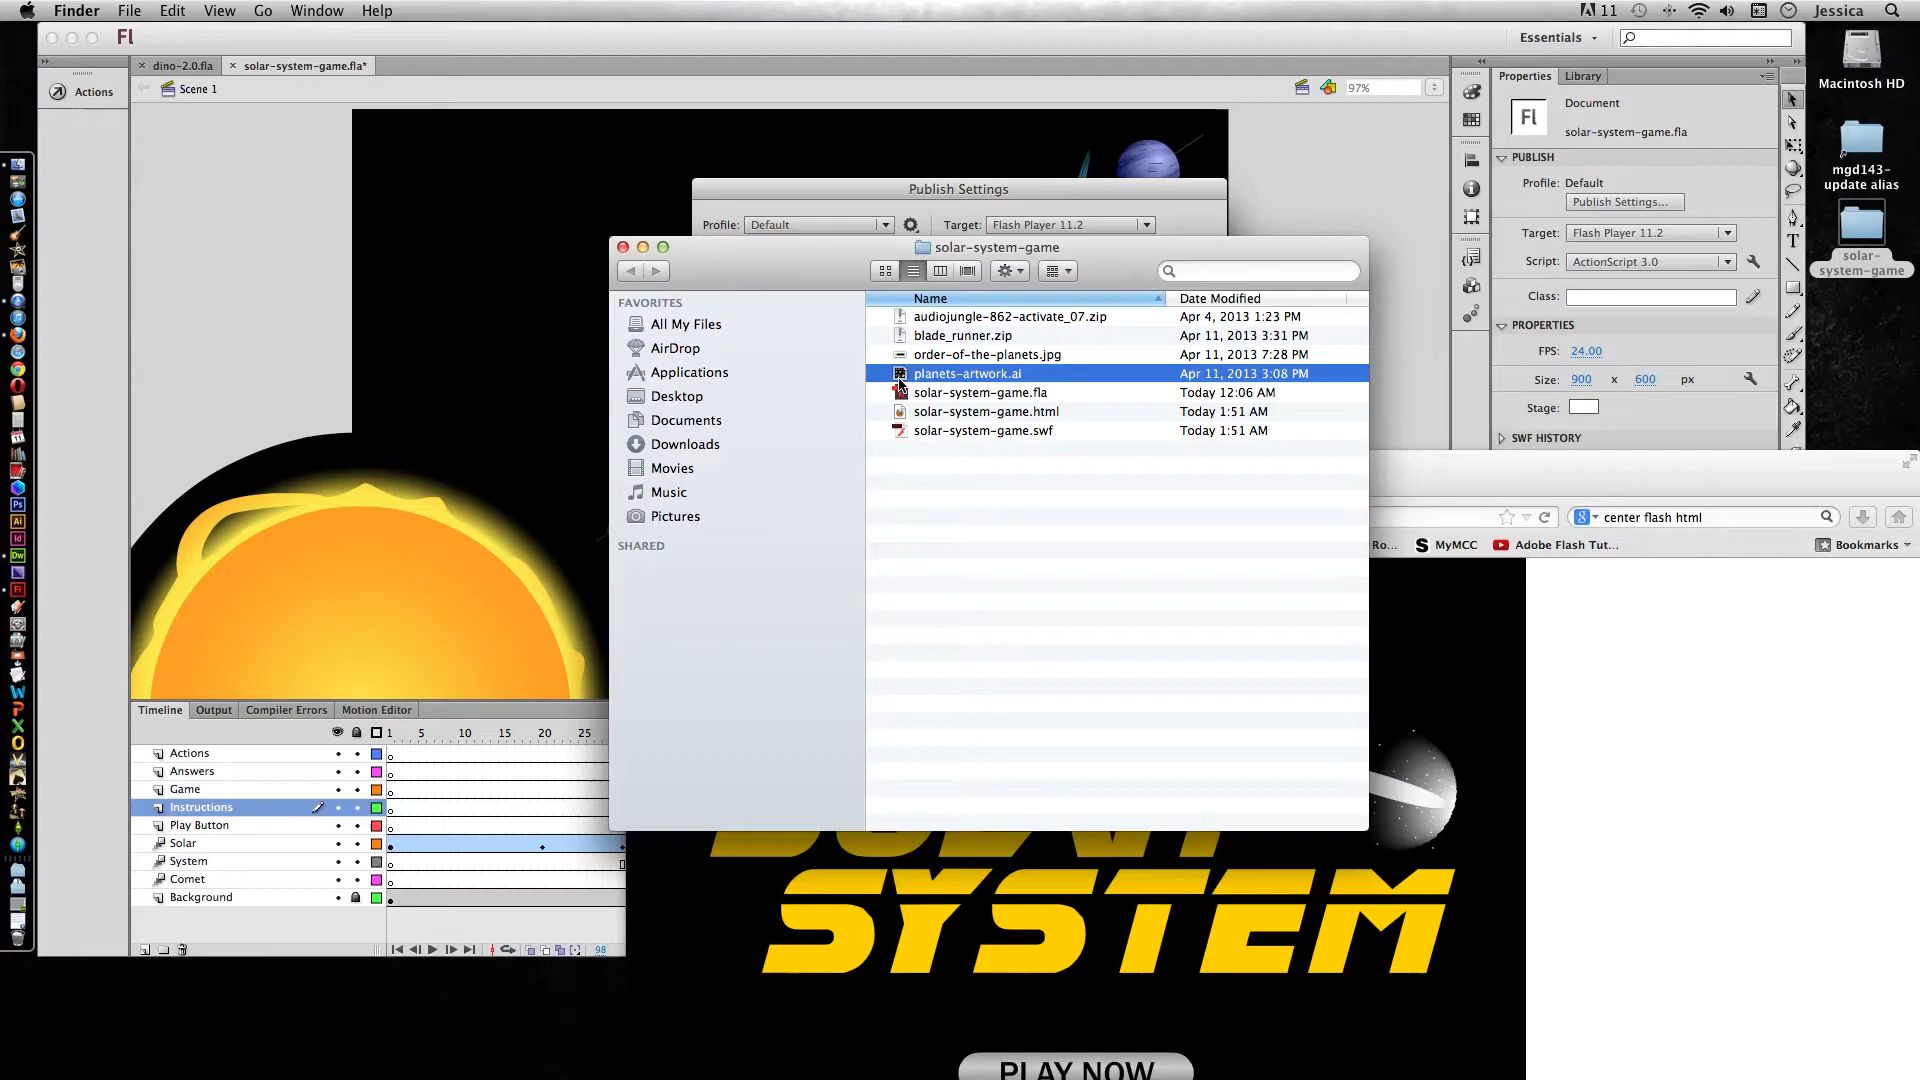 Finder File Edit View Go Window Help 11 Jessica
Fl Essentials
dino-2.0.fla solar-system-game.fla*
Actions
Scene 1
97%
Properties Library
Document
Fl
solar-system-game.fla
PUBLISH
Profile: Default
Publish Settings...
Target: Flash Player 11.2
Script: ActionScript 3.0
Class:
PROPERTIES
FPS: 24.00
Size: 900 x 600 px
Stage:
SWF HISTORY
Macintosh HD
mgd143-
update alias
solar-
system-game
Publish Settings
Profile: Default Target: Flash Player 11.2
solar-system-game
FAVORITES
All My Files
AirDrop
Applications
Desktop
Documents
Downloads
Movies
Music
Pictures
SHARED
Name Date Modified
audiojungle-862-activate_07.zip Apr 4, 2013 1:23 PM
blade_runner.zip Apr 11, 2013 3:31 PM
order-of-the-planets.jpg Apr 11, 2013 7:28 PM
planets-artwork.ai Apr 11, 2013 3:08 PM
solar-system-game.fla Today 12:06 AM
solar-system-game.html Today 1:51 AM
solar-system-game.swf Today 1:51 AM
center flash html
Ro... MyMCC Adobe Flash Tut... Bookmarks
Ps
Ai
Id
Dw
Fl
Timeline Output Compiler Errors Motion Editor
1 5 10 15 20 25
Actions
Answers
Game
Instructions
Play Button
Solar
System
Comet
Background
98
SYSTEM
PLAY NOW